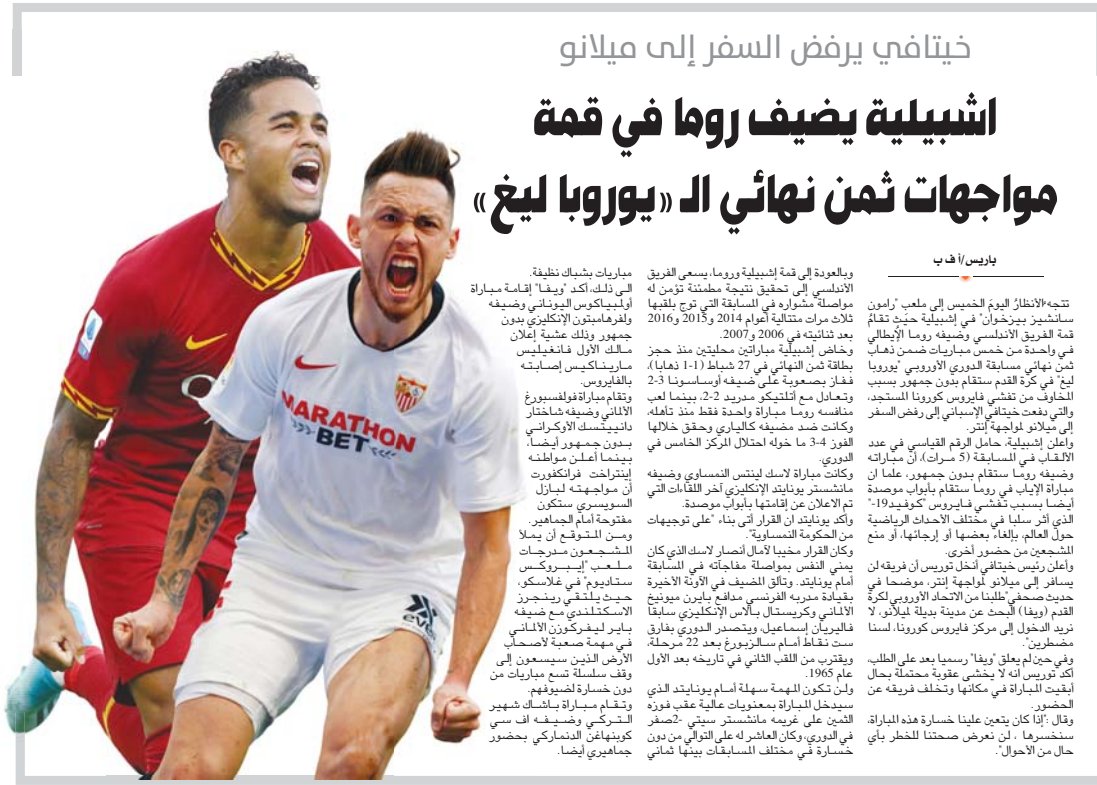 خيتافي يرفض السفر إلى ميلانو
اشبيلية يضيف روما في قمة
مواجهات ثمن نهائي الـ «يوروبا ليغ»
باريس/أ ف ب
تتجه الأنظارُ اليومَ الخميس إلى ملعب "رامون
سانشيز بيزخوان" في إشبيلية حيَث تقامُ
قمة الفريق الأندلسي وضيفه روما الإيطالي
في واحدة من خمس مباريات ضمن ذهاب
ثمن نهائي مسابقة الدوري الأوروبي "يوروبا
ليغ" في كرة القدم ستقام بدون جمهور بسبب
المخاوف من تفشي فايروس كورونا المستجد،
والتي دفعت خيتافي الإسباني إلى رفض السفر
إلى ميلانو لمواجهة إنتر.
وأعلن إشبيلية، حامل الرقم القياسي في عدد
الألقاب في المسابقة (5 مرات)، أن مباراته
وضيفه روما ستقام بدون جمهور، علما ان
مباراة الإياب في روما ستقام بأبواب موصدة
أيضا بسبب تفشي فايروس "كوفيد19-"
الذي أثر سلبا في مختلف الأحداث الرياضية
حول العالم، بإلغاء بعضها أو إرجائها، أو منع
المشجعين من حضور أخرى.
وأعلن رئيس خيتافي أنخل توريس أن فريقه لن
يسافر إلى ميلانو لمواجهة إنتر، موضحا في
حديث صحفي"طلبنا من الاتحاد الأوروبي لكرة
القدم (ويفا) البحث عن مدينة بديلة لميلانو، لا
نريد الدخول إلى مركز فايروس كورونا، لسنا
مضطرين".
وفي حين لم يعلق "ويفا" رسميا بعد على الطلب،
أكد توريس انه لا يخشى عقوبة محتملة بحال
أبقيت المباراة في مكانها وتخلف فريقه عن
الحضور.
وقال :"إذا كان يتعين علينا خسارة هذه المباراة،
سنخسرها ، لن نعرض صحتنا للخطر بأي
حال من الأحوال".
وبالعودة إلى قمة إشبيلية وروما، يسعى الفريق
الأندلسي إلى تحقيق نتيجة مطمئنة تؤمن له
مواصلة مشواره في المسابقة التي توج بلقبها
ثلاث مرات متتالية أعوام 2014 و2015 و2016
بعد ثنائيته في 2006 و2007.
وخاض إشبيلية مباراتين محليتين منذ حجز
بطاقة ثمن النهائي في 27 شباط (1-1 ذهابا)،
ففاز بصعوبة على ضيفه أوساسونا 3-2
وتعادل مع أتلتيكو مدريد 2-2، بينما لعب
منافسه روما مباراة واحدة فقط منذ تأهله،
وكانت ضد مضيفه كالياري وحقق خلالها
الفوز 4-3 ما خوله احتلال المركز الخامس في
الدوري.
وكانت مباراة لاسك لينتس النمساوي وضيفه
مانشستر يونايتد الإنكليزي آخر اللقاءات التي
تم الاعلان عن إقامتها بأبواب موصدة.
وأكد يونايتد ان القرار أتى بناء "على توجيهات
من الحكومة النمساوية".
وكان القرار مخيبا لآمال أنصار لاسك الذي كان
يمني النفس بمواصلة مفاجآته في المسابقة
أمام يونايتد. وتألق المضيف في الآونة الأخيرة
بقيادة مدربه الفرنسي مدافع بايرن ميونيخ
الألماني وكريستال بالاس الإنكليزي سابقا
فاليريان إسماعيل، ويتصدر الدوري بفارق
ست نقاط أمام سالزبورغ بعد 22 مرحلة،
ويقترب من اللقب الثاني في تاريخه بعد الأول
عام 1965.
ولن تكون المهمة سهلة أمام يونايتد الذي
سيدخل المباراة بمعنويات عالية عقب فوزه
الثمين على غريمه مانشستر سيتي 2-صفر
في الدوري، وكان العاشر له على التوالي من دون
خسارة في مختلف المسابقات بينها ثماني
مباريات بشباك نظيفة.
الى ذلك، أكد "ويفا" إقامة مباراة
أولمبياكوس اليوناني وضيفه
ولفرهامبتون الإنكليزي بدون
جمهور وذلك عشية إعلان
مالك الأول فانغيليس
ماريناكيس إصابته
بالفايروس.
وتقام مباراة فولفسبورغ
الألماني وضيفه شاختار
دانييتسك الأوكراني
بدون جمهور أيضا،
بينما أعلن مواطنه
إينتراخت فرانكفورت
أن مواجهته لبازل
السويسري ستكون
مفتوحة أمام الجماهير.
ومن المتوقع أن يملأ
المشجعون مدرجات
ملعب "إيبروكس
ستاديوم" في غلاسكو،
حيث يلتقي رينجرز
الاسكتلندي مع ضيفه
باير ليفركوزن الألماني
في مهمة صعبة لأصحاب
الأرض الذين سيسعون إلى
وقف سلسلة تسع مباريات من
دون خسارة لضيوفهم.
وتقام مباراة باشاك شهير
التركي وضيفه اف سي
كوبنهاغن الدنماركي بحضور
جماهيري أيضا.
MARATHON
BET